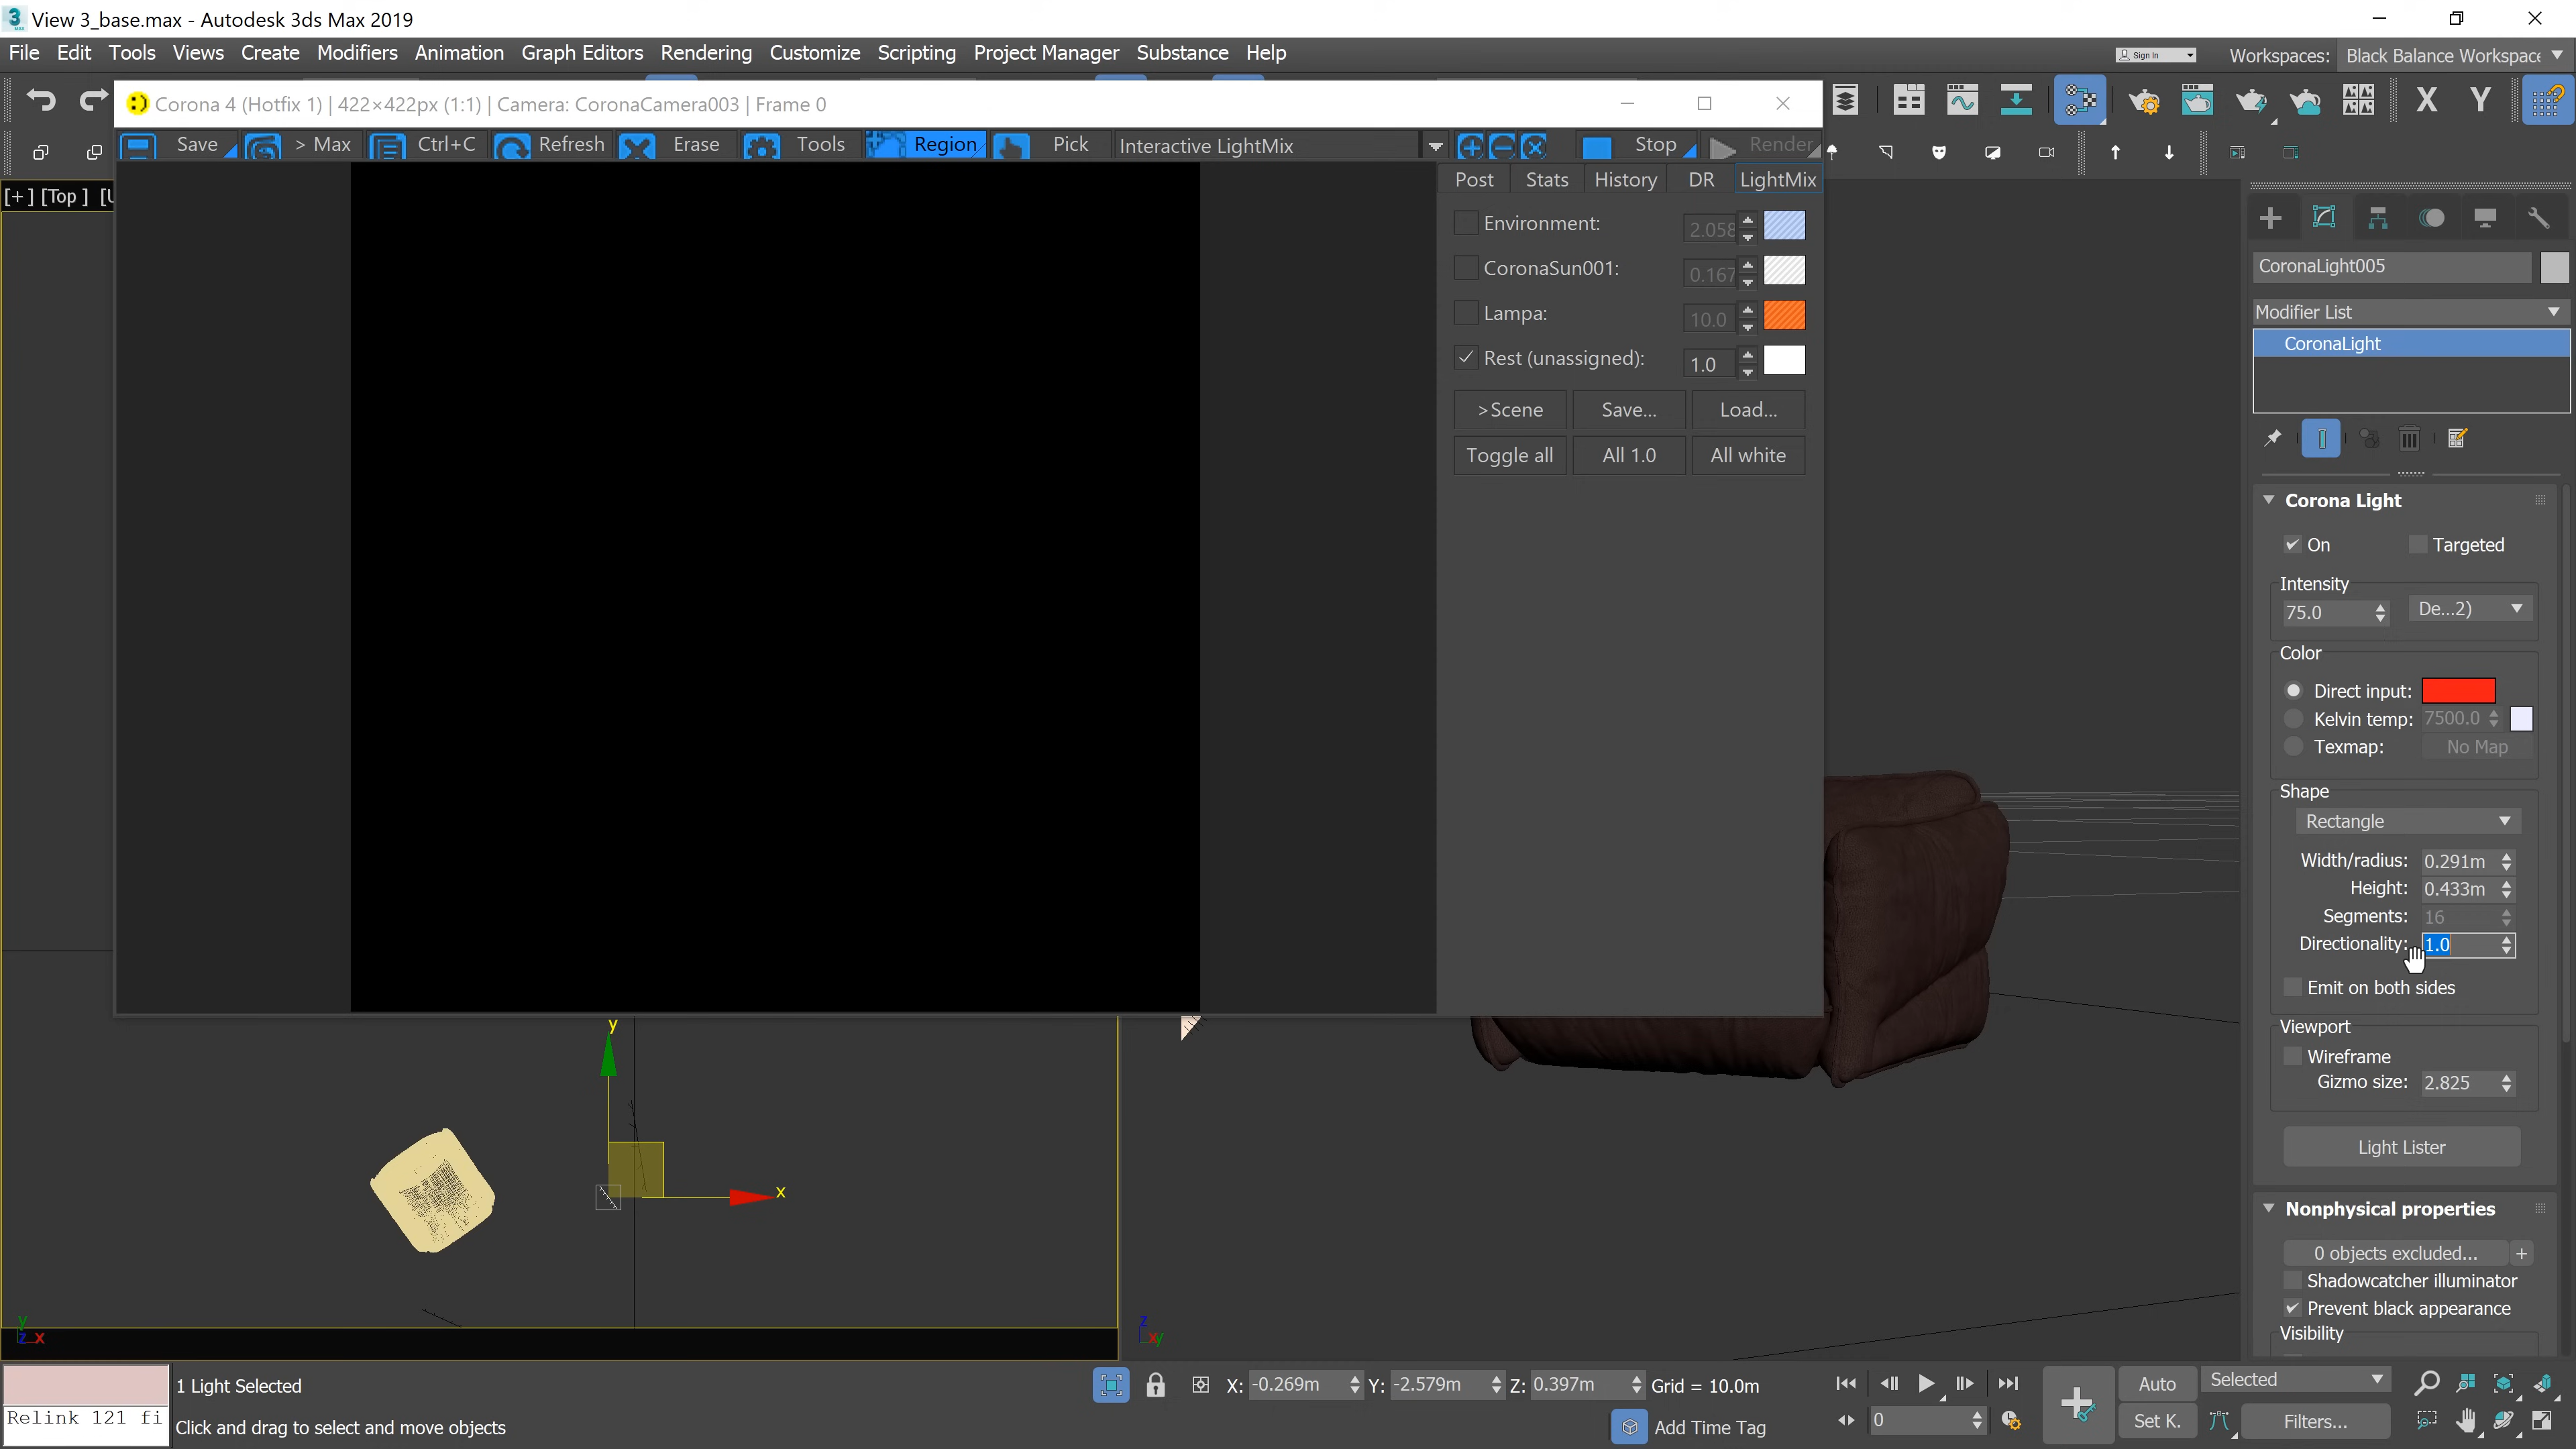 View 3_base.max - Autodesk 3ds Max 2019
File Edit Tools Views Create Modifiers Animation Graph Editors Rendering Customize Scripting Project Manager Substance Help
Sign In
Workspaces: Black Balance Workspace
Corona 4 (Hotfix 1) | 422×422px (1:1) | Camera: CoronaCamera003 | Frame 0
X Y
Save > Max Ctrl+C Refresh Erase Tools Region Pick Interactive LightMix Stop Render
[+] [Top ]
Post Stats History DR LightMix
Environment: 2.058
CoronaSun001: 0.167
Lampa: 10.0
Rest (unassigned): 1.0
>Scene Save... Load...
Toggle all All 1.0 All white
CoronaLight005
Modifier List
CoronaLight
Corona Light
On Targeted
Intensity
75.0 De...2)
Color
Direct input:
Kelvin temp: 7500.0
Texmap: No Map
Shape
Rectangle
Width/radius: 0.291m
Height: 0.433m
Segments: 16
Directionality: 1.0
Emit on both sides
Viewport
Wireframe
Gizmo size: 2.825
Light Lister
Nonphysical properties
0 objects excluded... +
Shadowcatcher illuminator
Prevent black appearance
Visibility
y
x
y
z x
z
x y
1 Light Selected
X: -0.269m Y: -2.579m Z: 0.397m Grid = 10.0m
Auto Selected
Relink 121 fi
Click and drag to select and move objects
Add Time Tag
0
Set K. Filters...